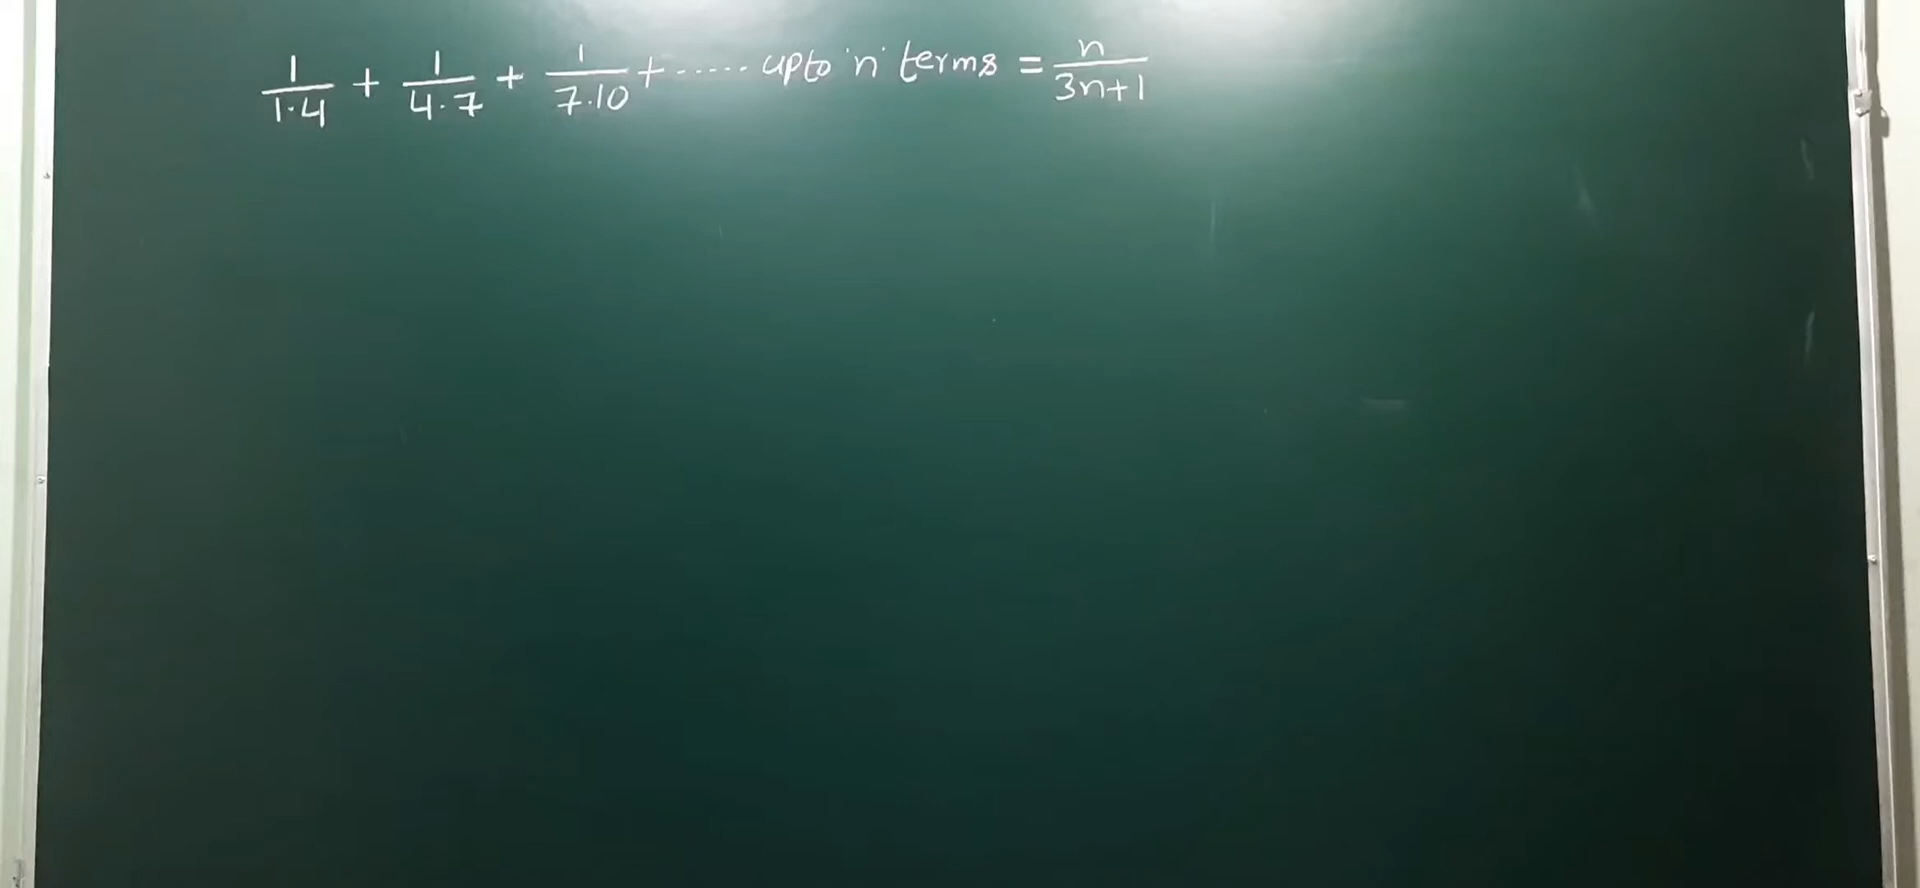 1/1·4 + 1/4·7 + 1/7·10 + ..... upto 'n' terms = n/3n+1